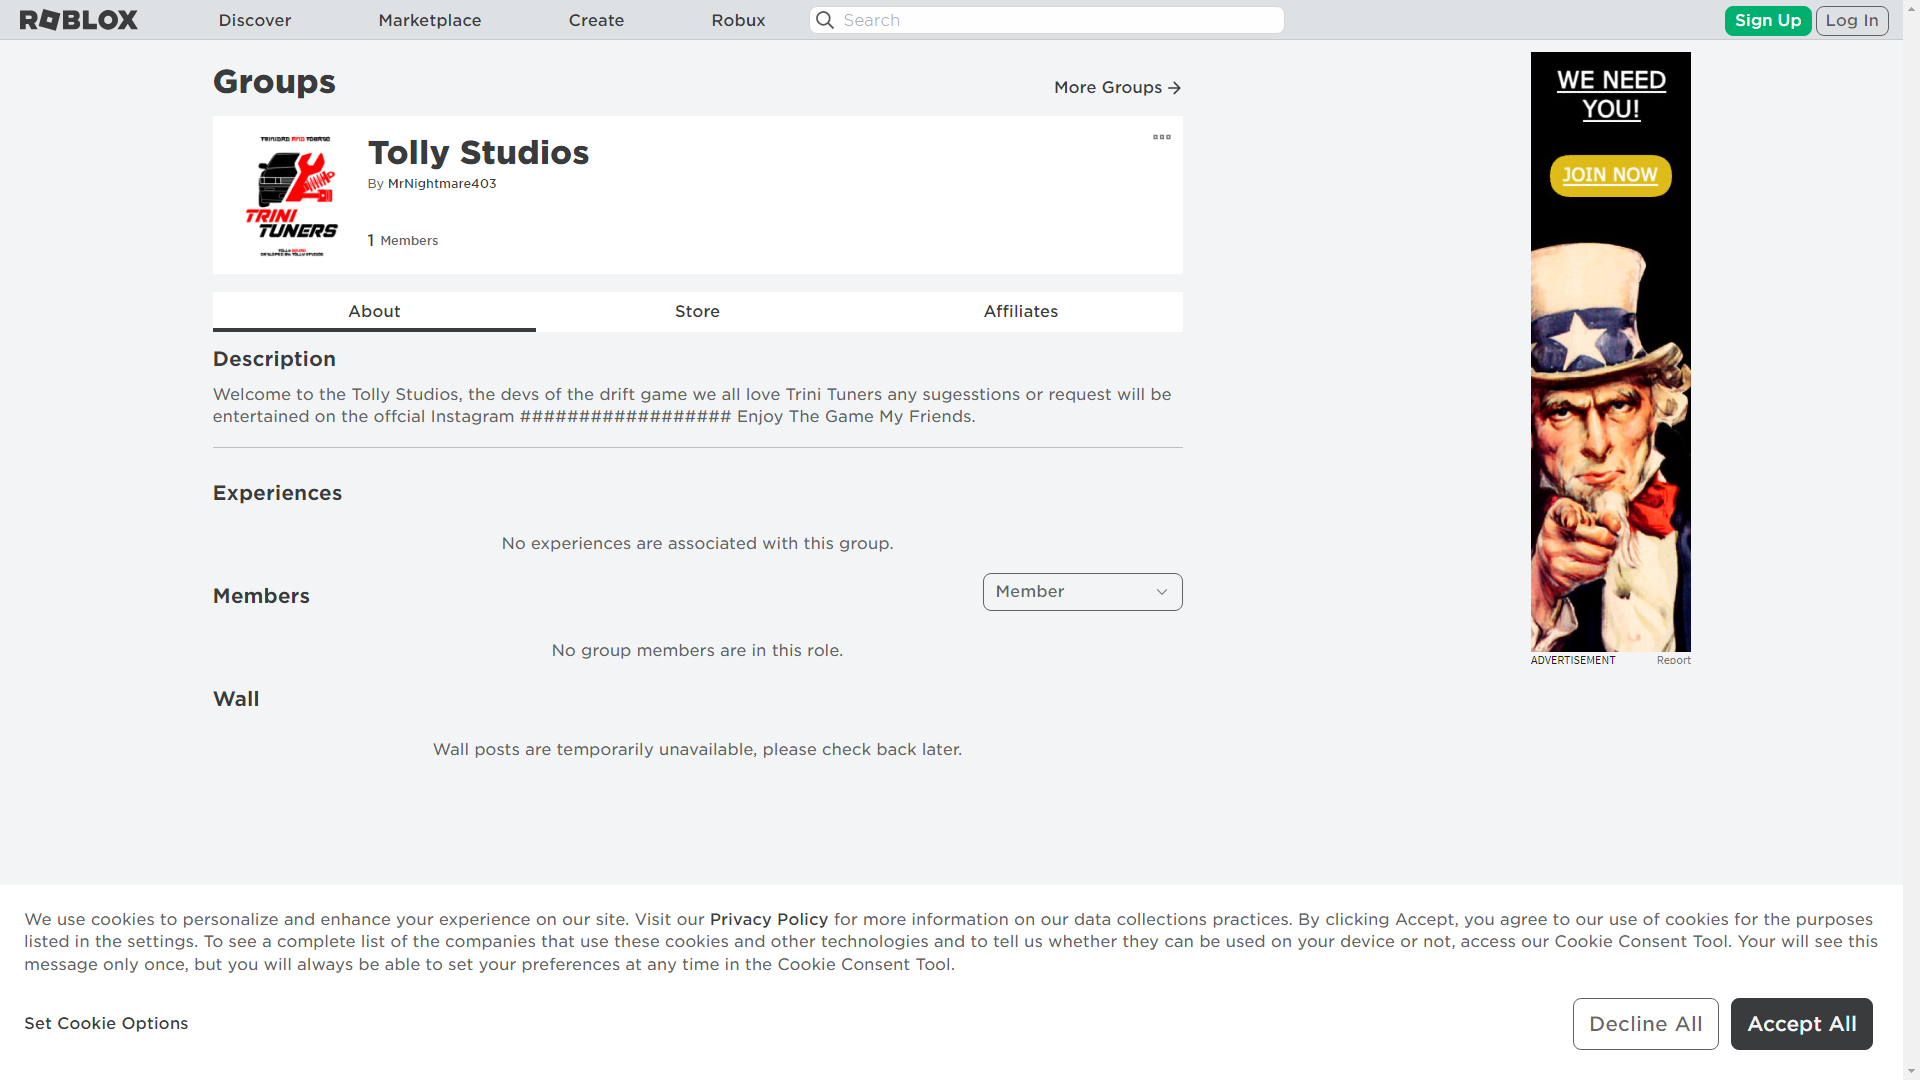 ROBLOX Discover Marketplace Create Robux Search Sign Up Log In
Groups
More Groups →
TRINIDAD AND TOBAGO
TRINI
TUNERS
DEVELOPED BY: TOLLY STUDIOS
Tolly Studios
By MrNightmare403
1 Members
About Store Affiliates
Description
Welcome to the Tolly Studios, the devs of the drift game we all love Trini Tuners any sugesstions or request will be
entertained on the offcial Instagram ################## Enjoy The Game My Friends.
Experiences
No experiences are associated with this group.
Members
Member
No group members are in this role.
Wall
Wall posts are temporarily unavailable, please check back later.
WE NEED
YOU!
JOIN NOW
ADVERTISEMENT Report
We use cookies to personalize and enhance your experience on our site. Visit our Privacy Policy for more information on our data collections practices. By clicking Accept, you agree to our use of cookies for the purposes
listed in the settings. To see a complete list of the companies that use these cookies and other technologies and to tell us whether they can be used on your device or not, access our Cookie Consent Tool. Your will see this
message only once, but you will always be able to set your preferences at any time in the Cookie Consent Tool.
Set Cookie Options
Decline All
Accept All